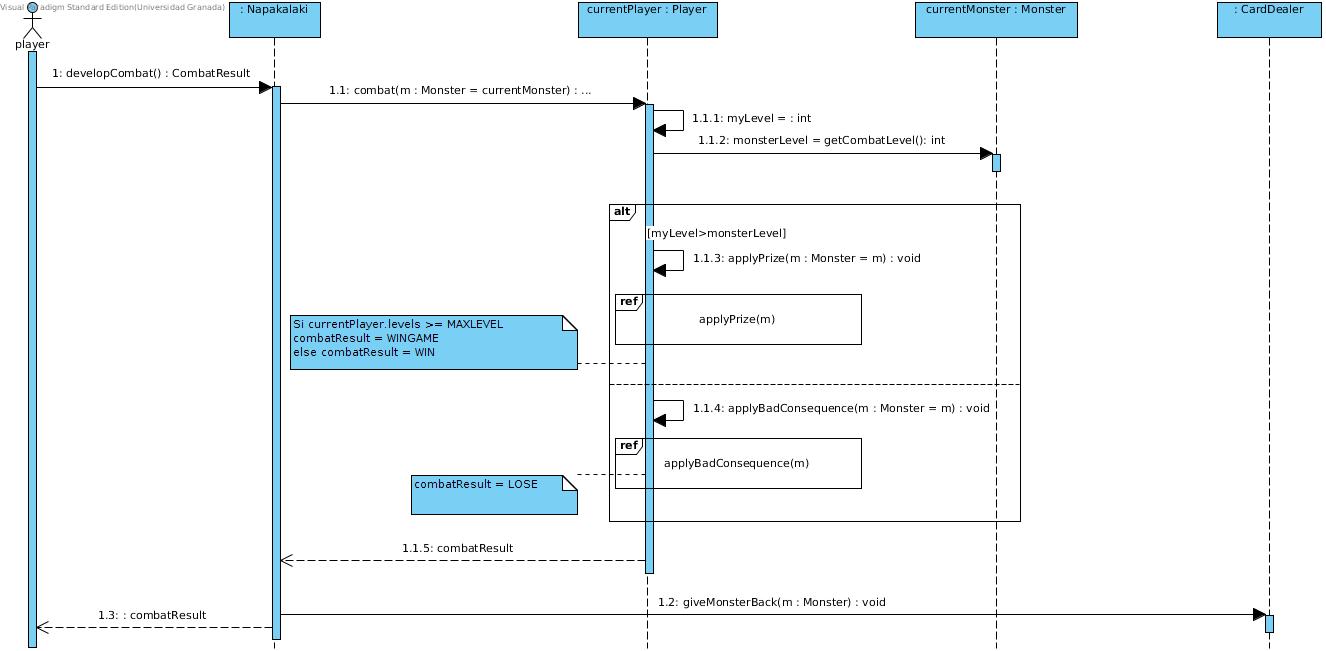 Visual Paradigm Standard Edition(Universidad Granada)
: Napakalaki
currentPlayer : Player
currentMonster : Monster
: CardDealer
player
1: developCombat() : CombatResult
1.1: combat(m : Monster = currentMonster) : ...
1.1.1: myLevel = : int
1.1.2: monsterLevel = getCombatLevel(): int
alt
[myLevel>monsterLevel]
1.1.3: applyPrize(m : Monster = m) : void
ref
applyPrize(m)
Si currentPlayer.levels >= MAXLEVEL
combatResult = WINGAME
else combatResult = WIN
1.1.4: applyBadConsequence(m : Monster = m) : void
ref
applyBadConsequence(m)
combatResult = LOSE
1.1.5: combatResult
1.2: giveMonsterBack(m : Monster) : void
1.3: : combatResult